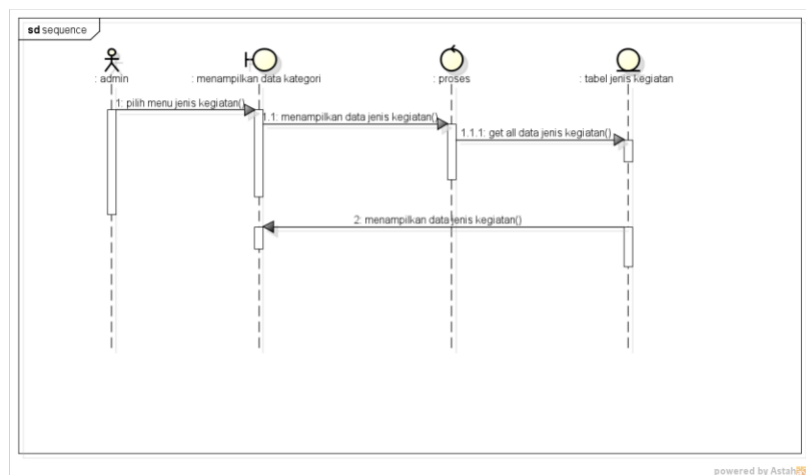 sd sequence
: admin
: menampilkan data kategori
: proses
: tabel jenis kegiatan
1: pilih menu jenis kegiatan()
1.1: menampilkan data jenis kegiatan()
1.1.1: get all data jenis kegiatan()
2: menampilkan data jenis kegiatan()
powered by Astah